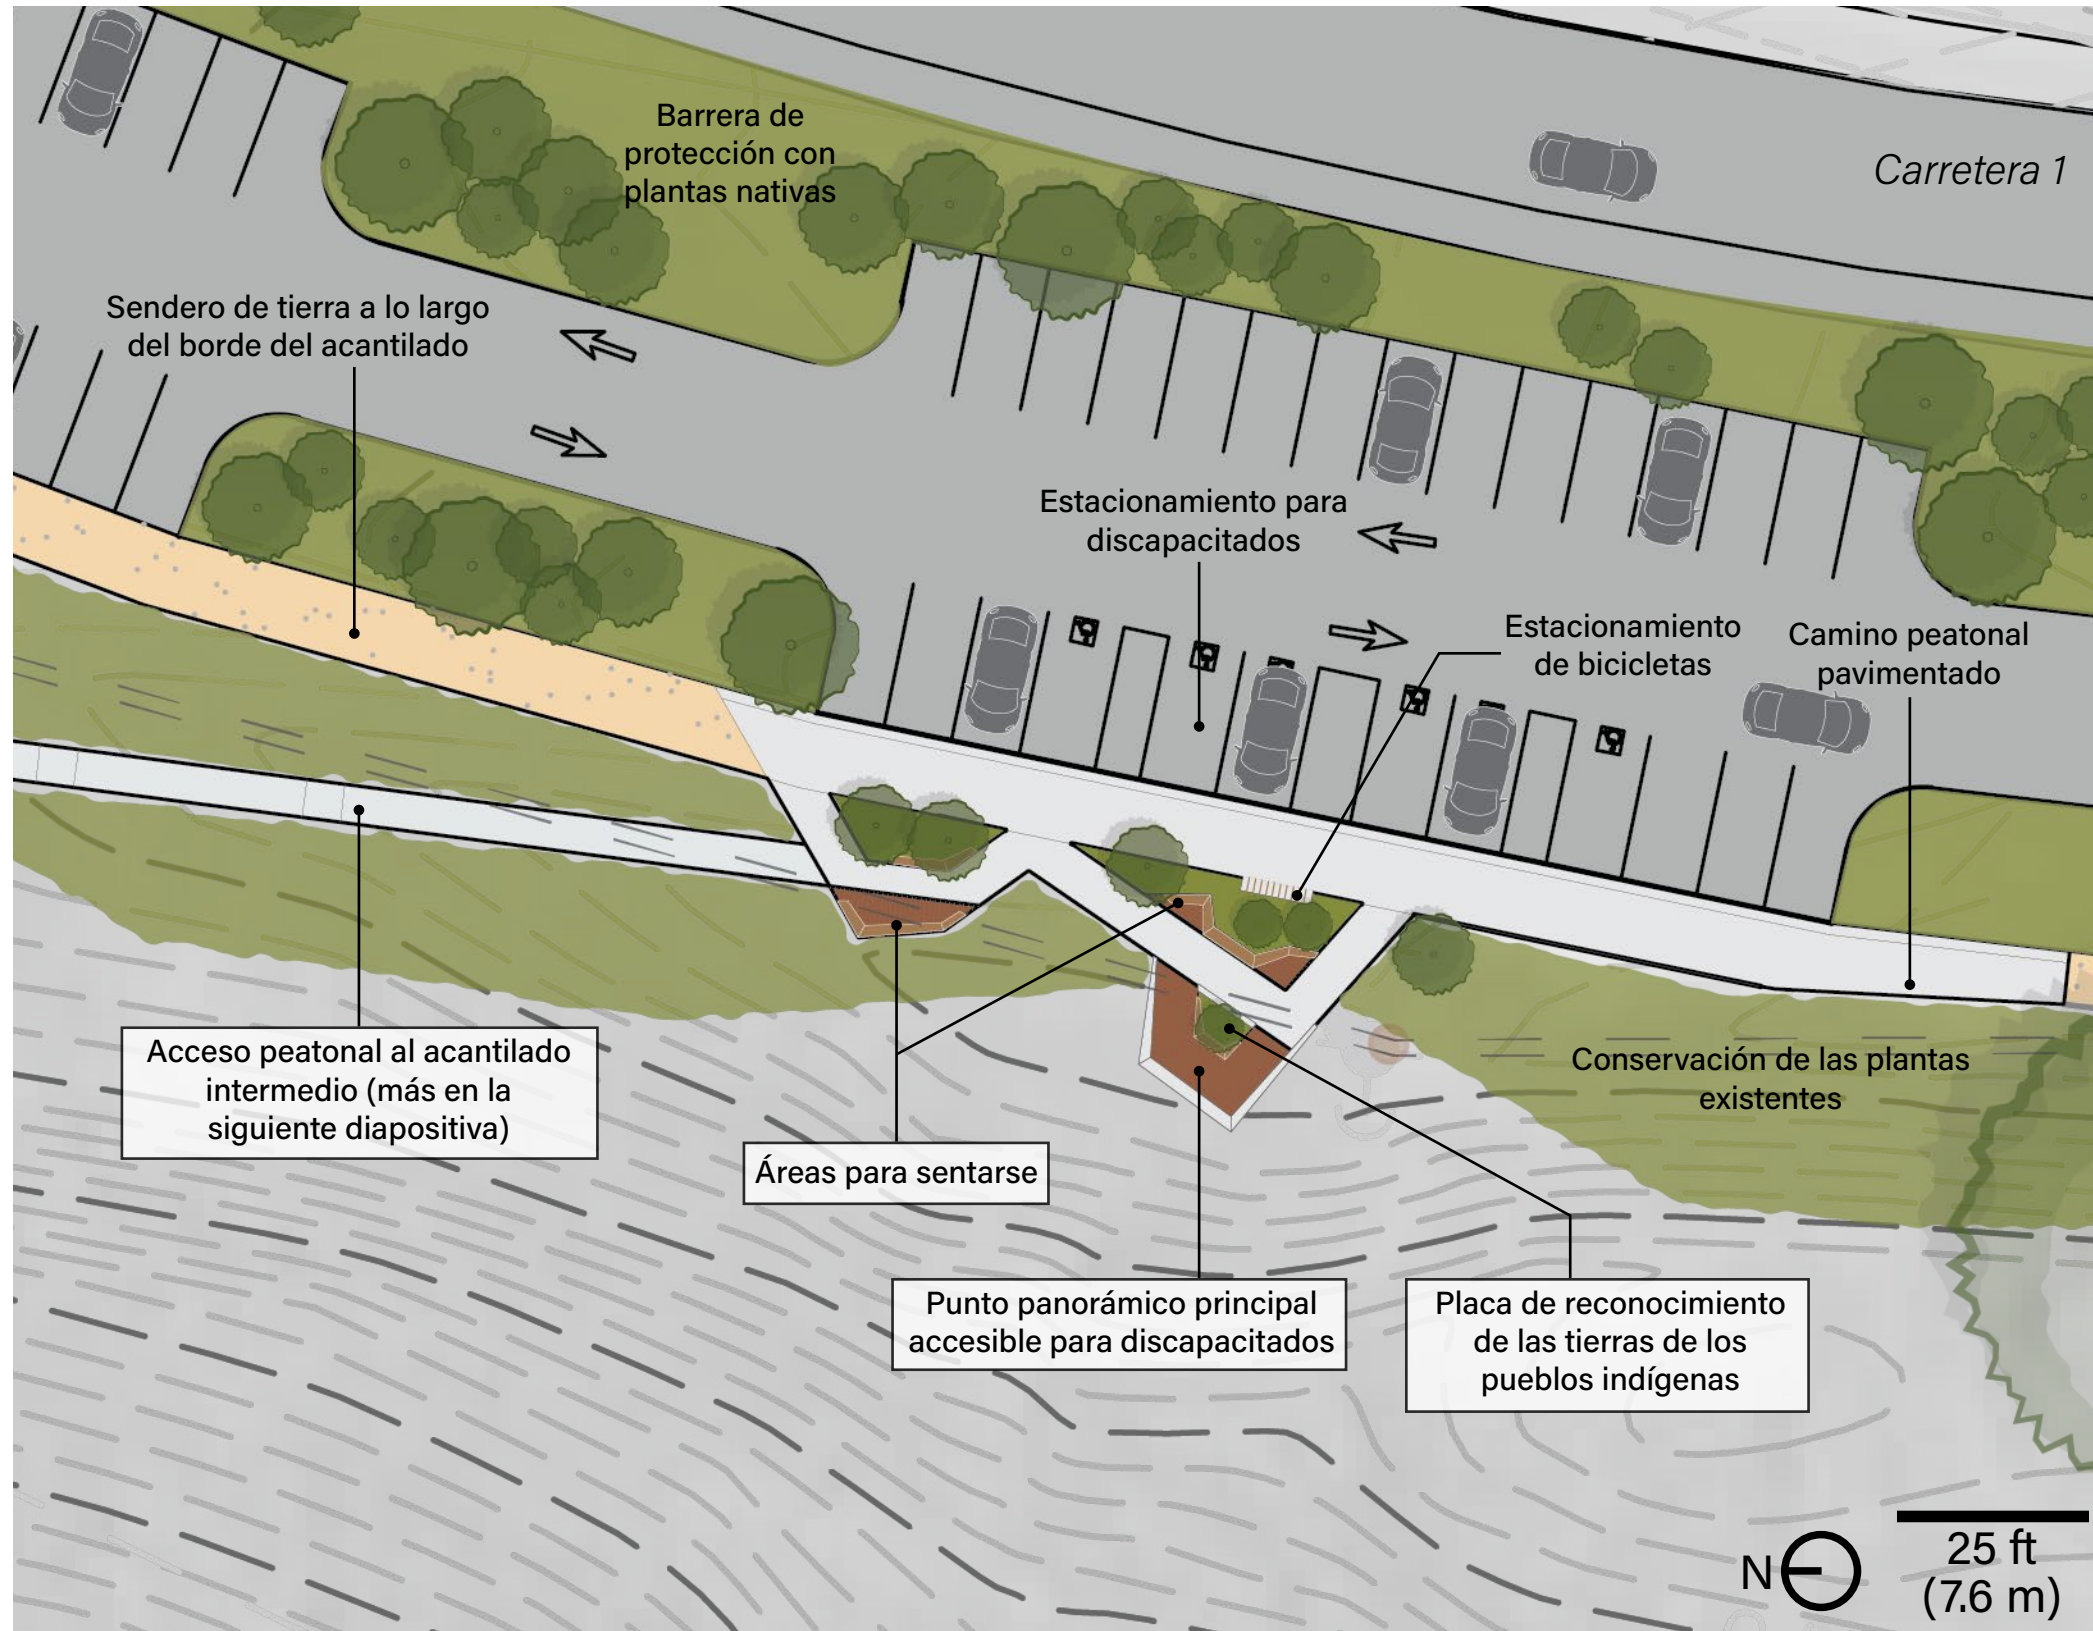 Barrera de
protección con
plantas nativas
Carretera 1
Sendero de tierra a lo largo
del borde del acantilado
Estacionamiento para
discapacitados
Estacionamiento
de bicicletas
Camino peatonal
pavimentado
Acceso peatonal al acantilado
intermedio (más en la
siguiente diapositiva)
Áreas para sentarse
Conservación de las plantas
existentes
Punto panorámico principal
accesible para discapacitados
Placa de reconocimiento
de las tierras de los
pueblos indígenas
N
25 ft
(7.6 m)